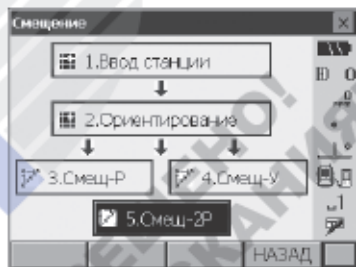 Смещение
1.Ввод станции
2.Ориентирование
3.Смещ-Р
4.Смещ-У
5.Смещ-2Р
НАЗАД